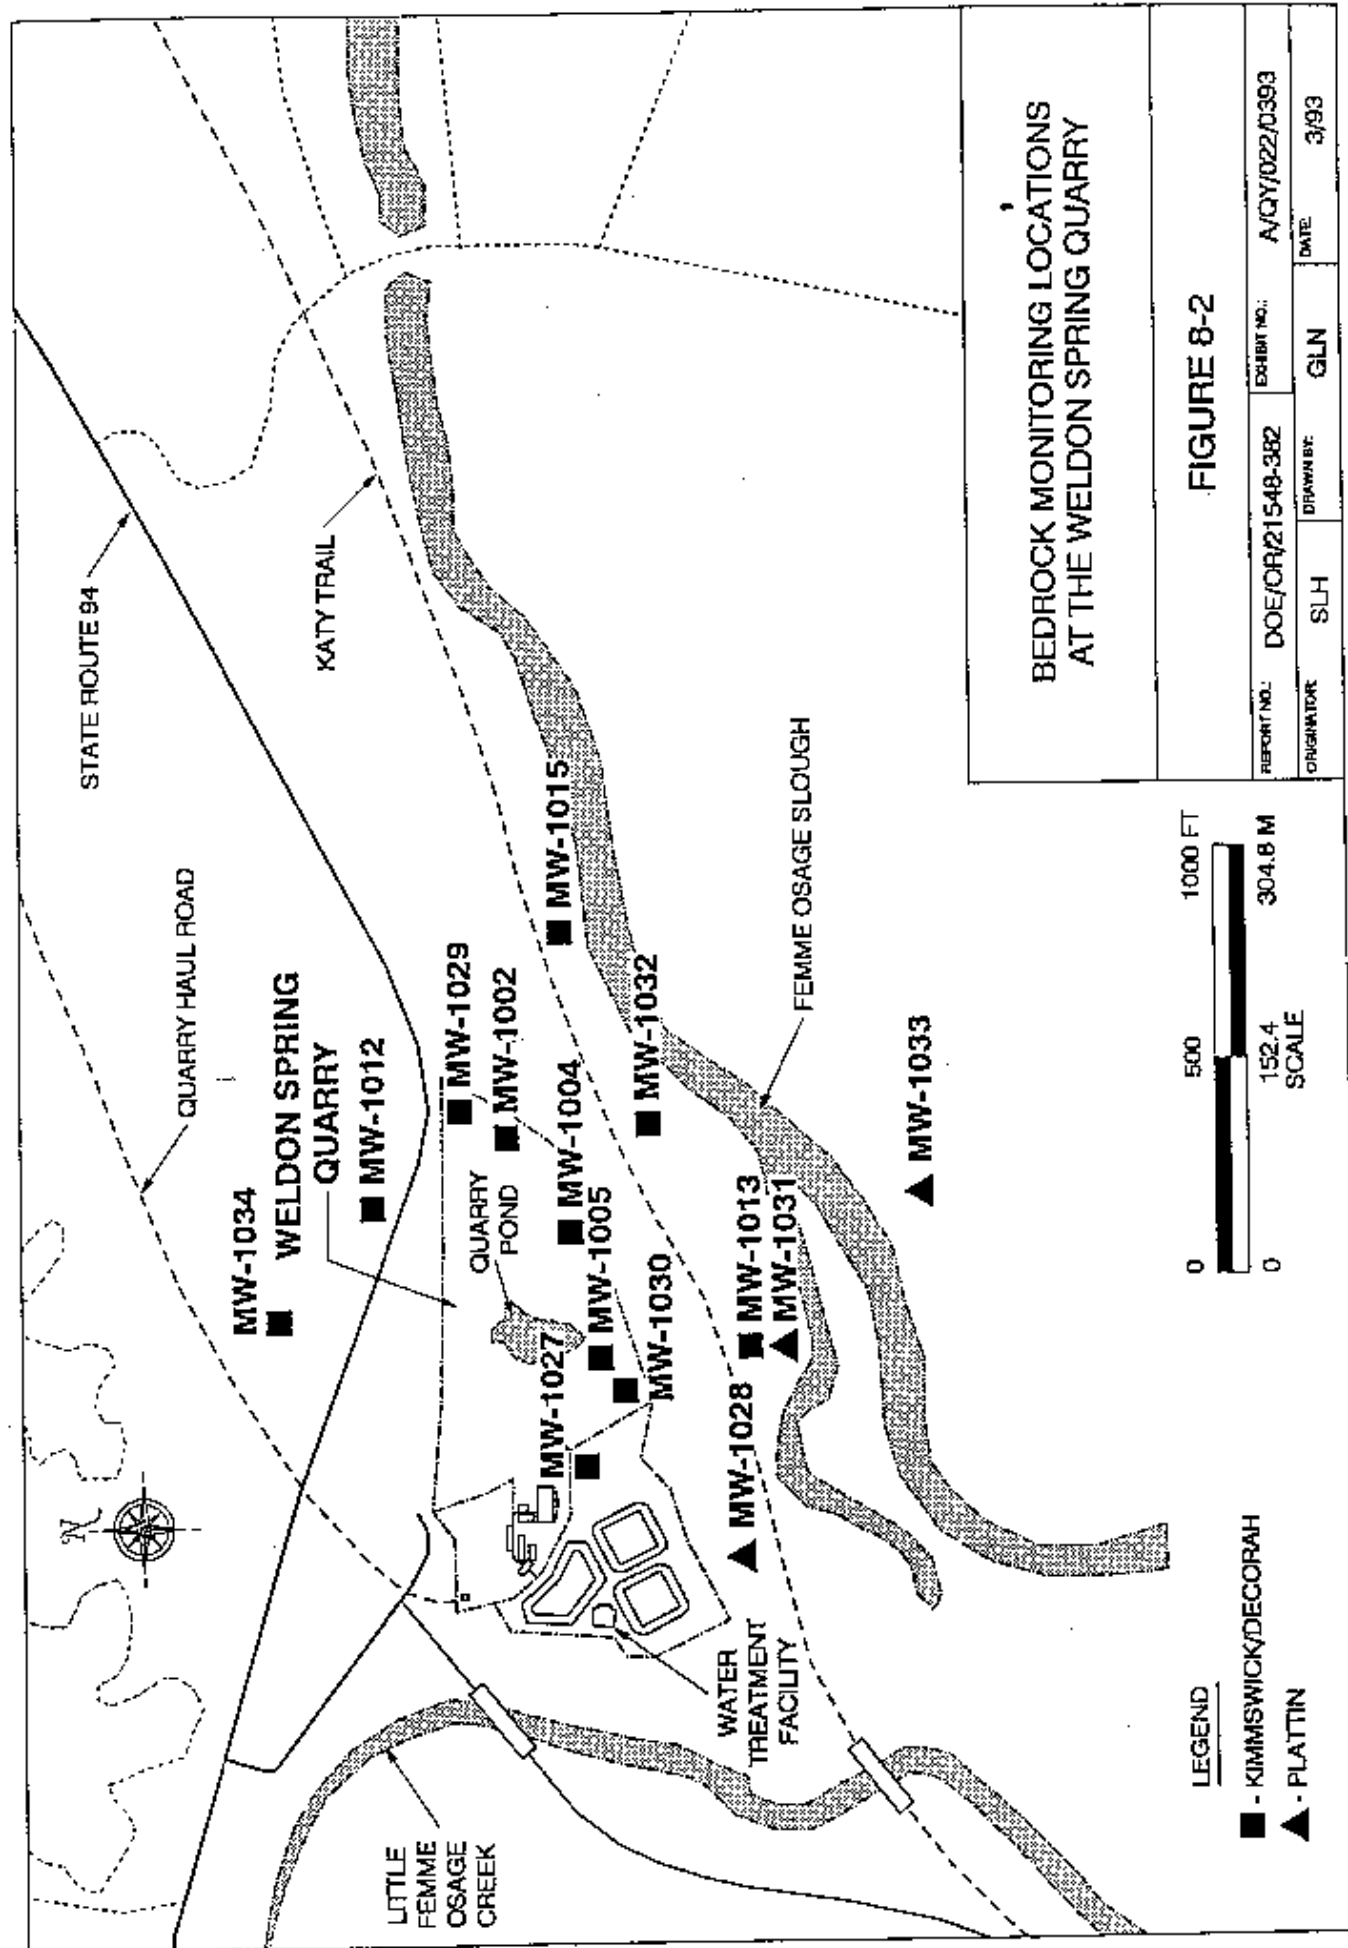 STATE ROUTE 94
KATY TRAIL
QUARRY HAUL ROAD
MW-1034
WELDON SPRING
QUARRY
MW-1012
MW-1029
MW-1002
MW-1015
QUARRY
POND
MW-1004
MW-1005
MW-1032
MW-1027
MW-1030
MW-1013
MW-1031
MW-1028
MW-1033
FEMME OSAGE SLOUGH
N
WATER
TREATMENT
FACILITY
LITTLE
FEMME
OSAGE
CREEK
LEGEND
- KIMMSWICK/DECORAH
- PLATTIN
0 500 1000 FT
0 152.4 304.8 M
SCALE
BEDROCK MONITORING LOCATIONS
AT THE WELDON SPRING QUARRY
FIGURE 8-2
REPORT NO.: DOE/OR/21548-382 EXHIBIT NO.: A/QY/022/0393
ORIGINATOR: SLH DRAWN BY: GLN DATE: 3/93